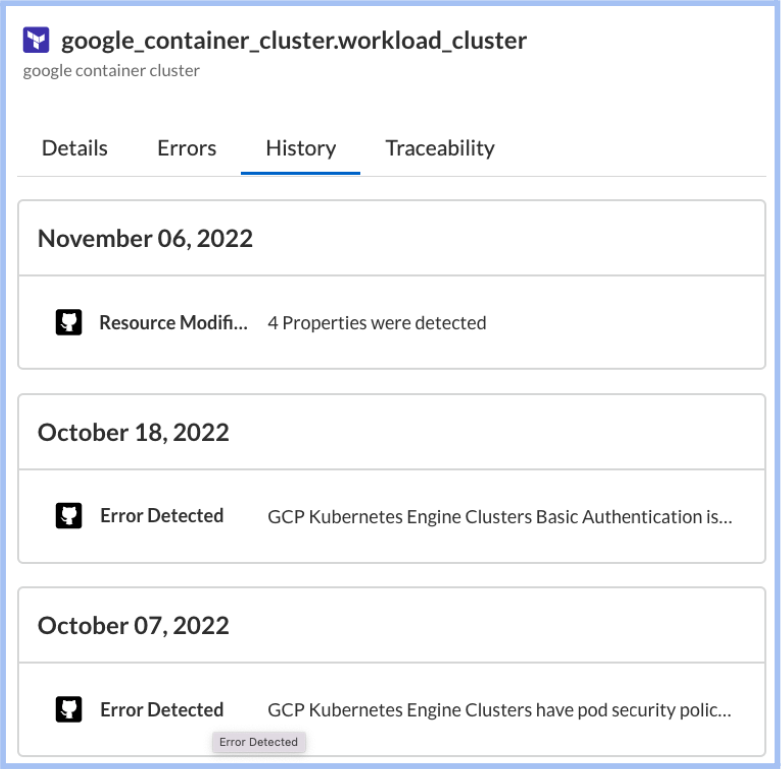 google_container_cluster.workload_cluster
google container cluster
Details Errors History Traceability
November 06, 2022
Resource Modifi... 4 Properties were detected
October 18, 2022
Error Detected GCP Kubernetes Engine Clusters Basic Authentication is...
October 07, 2022
Error Detected GCP Kubernetes Engine Clusters have pod security polic...
Error Detected